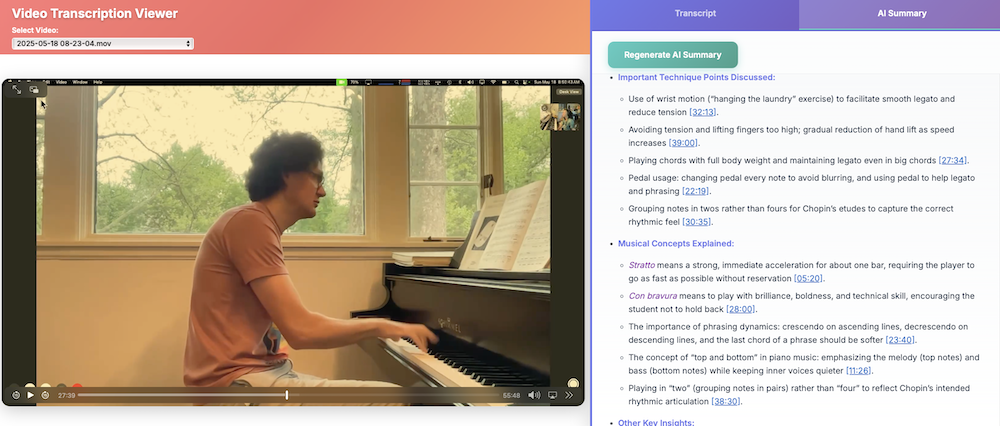 Video Transcription Viewer
Select Video:
2025-05-18 08-23-04.mov
Video Window Help
Desk View
27:39
55:48
Transcript
AI Summary
Regenerate AI Summary
• Important Technique Points Discussed:
Use of wrist motion (“hanging the laundry” exercise) to facilitate smooth legato and
reduce tension [32:13].
Avoiding tension and lifting fingers too high; gradual reduction of hand lift as speed
increases [39:00].
Playing chords with full body weight and maintaining legato even in big chords [27:34].
Pedal usage: changing pedal every note to avoid blurring, and using pedal to help legato
and phrasing [22:19].
Grouping notes in twos rather than fours for Chopin’s etudes to capture the correct
rhythmic feel [30:35].
• Musical Concepts Explained:
Stratto means a strong, immediate acceleration for about one bar, requiring the player to
go as fast as possible without reservation [05:20].
Con bravura means to play with brilliance, boldness, and technical skill, encouraging the
student not to hold back [28:00].
The importance of phrasing dynamics: crescendo on ascending lines, decrescendo on
descending lines, and the last chord of a phrase should be softer [23:40].
The concept of “top and bottom” in piano music: emphasizing the melody (top notes) and
bass (bottom notes) while keeping inner voices quieter [11:26].
Playing in “two” (grouping notes in pairs) rather than “four” to reflect Chopin’s intended
rhythmic articulation [38:30].
• Other Key Insights: